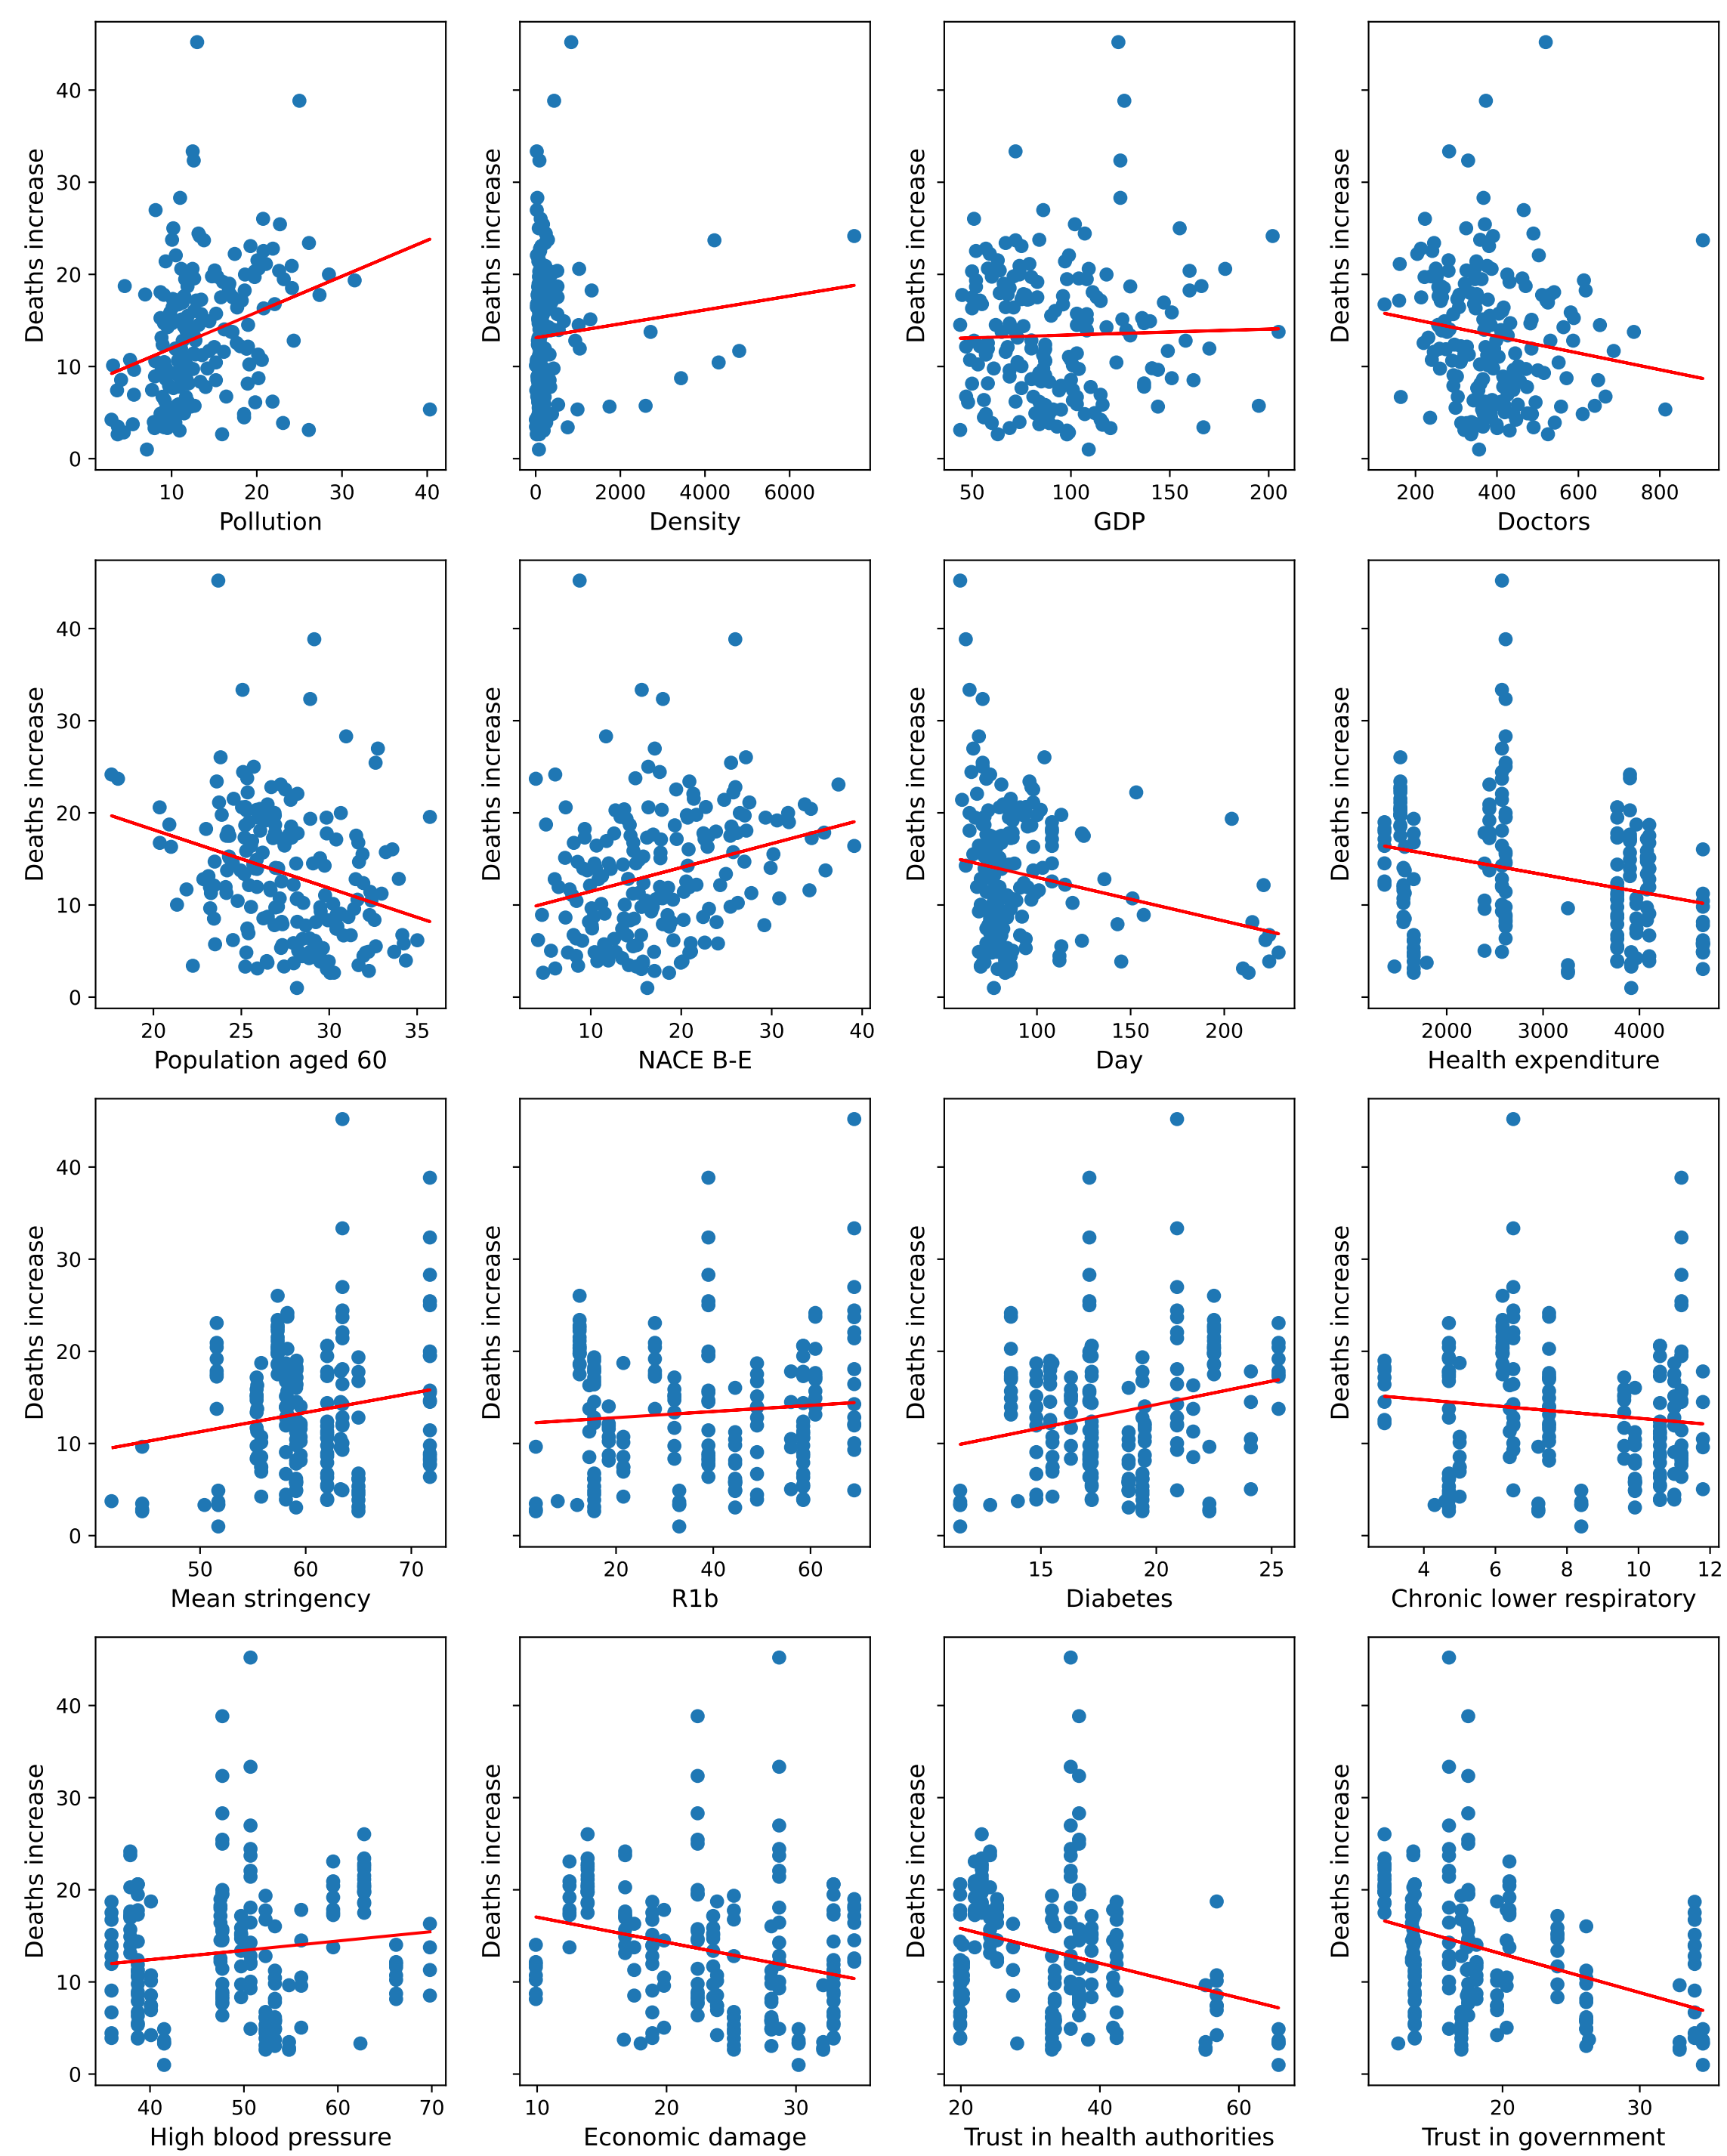 Deaths increase
40
30
20
10
0
10 20 30 40
Pollution
Deaths increase
0 2000 4000 6000
Density
Deaths increase
50 100 150 200
GDP
Deaths increase
200 400 600 800
Doctors
Deaths increase
40
30
20
10
0
20 25 30 35
Population aged 60
Deaths increase
10 20 30 40
NACE B-E
Deaths increase
100 150 200
Day
Deaths increase
2000 3000 4000
Health expenditure
Deaths increase
40
30
20
10
0
50 60 70
Mean stringency
Deaths increase
20 40 60
R1b
Deaths increase
15 20 25
Diabetes
Deaths increase
4 6 8 10 12
Chronic lower respiratory
Deaths increase
40
30
20
10
0
40 50 60 70
High blood pressure
Deaths increase
10 20 30
Economic damage
Deaths increase
20 40 60
Trust in health authorities
Deaths increase
20 30
Trust in government